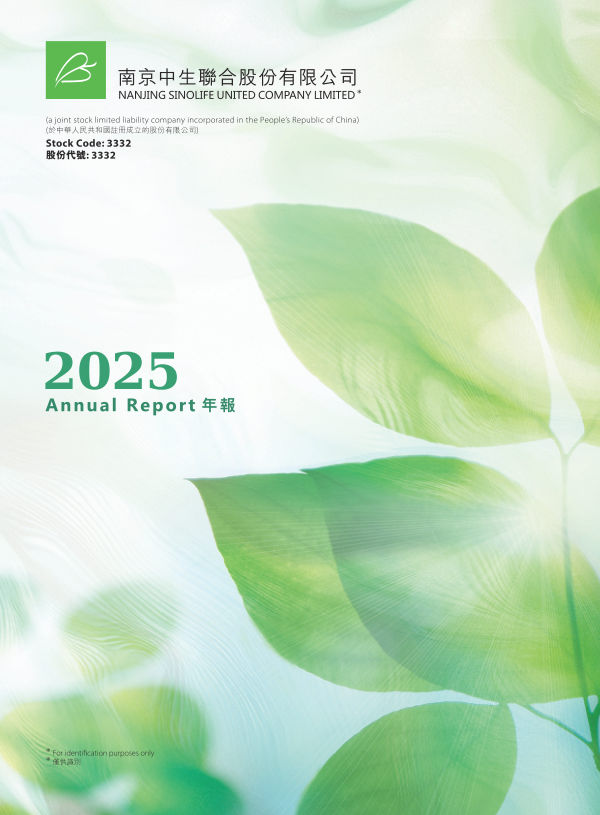 南京中生聯合股份有限公司
NANJING SINOLIFE UNITED COMPANY LIMITED*
(a joint stock limited liability company incorporated in the People's Republic of China)
(於中華人民共和國註冊成立的股份有限公司)
Stock Code: 3332
股份代號: 3332
2025
Annual Report 年報
* For identification purposes only
* 僅供識別